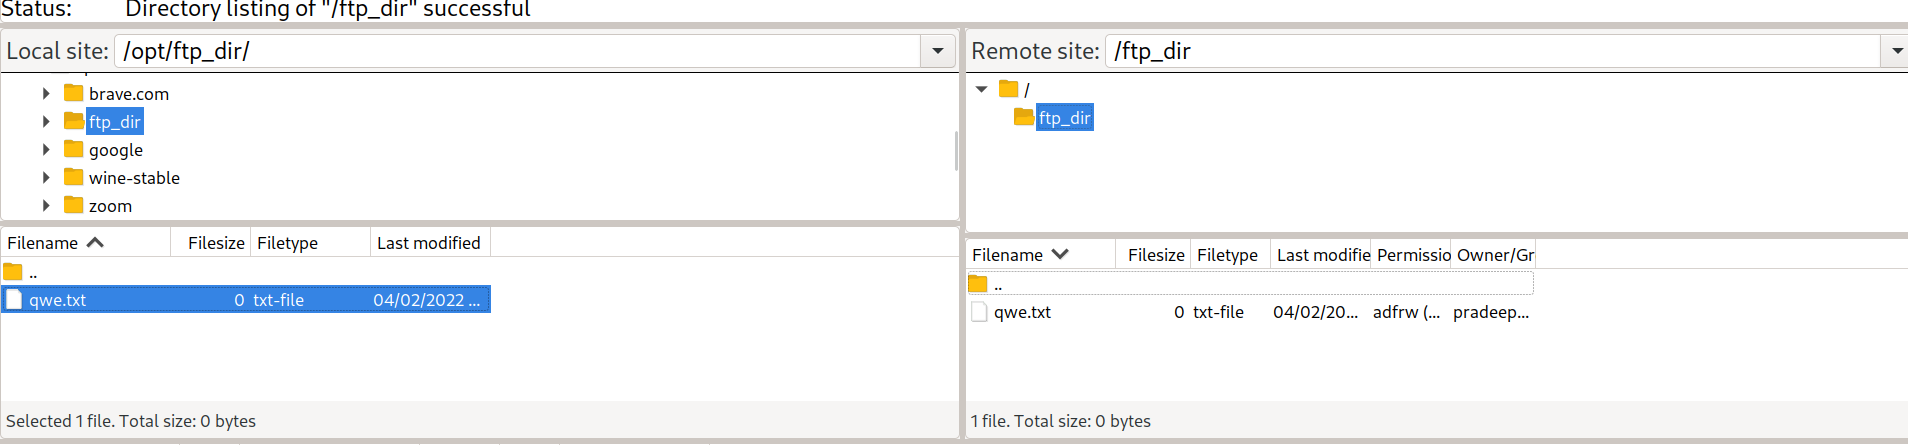 Status: Directory listing of "/ftp_dir" successful
Local site: /opt/ftp_dir/
brave.com
ftp_dir
google
wine-stable
zoom
Filename Filesize Filetype Last modified
..
qwe.txt 0 txt-file 04/02/2022 ...
Selected 1 file. Total size: 0 bytes
Remote site: /ftp_dir
/
ftp_dir
Filename Filesize Filetype Last modifie Permissio Owner/Gr
..
qwe.txt 0 txt-file 04/02/20... adfrw (... pradeep...
1 file. Total size: 0 bytes